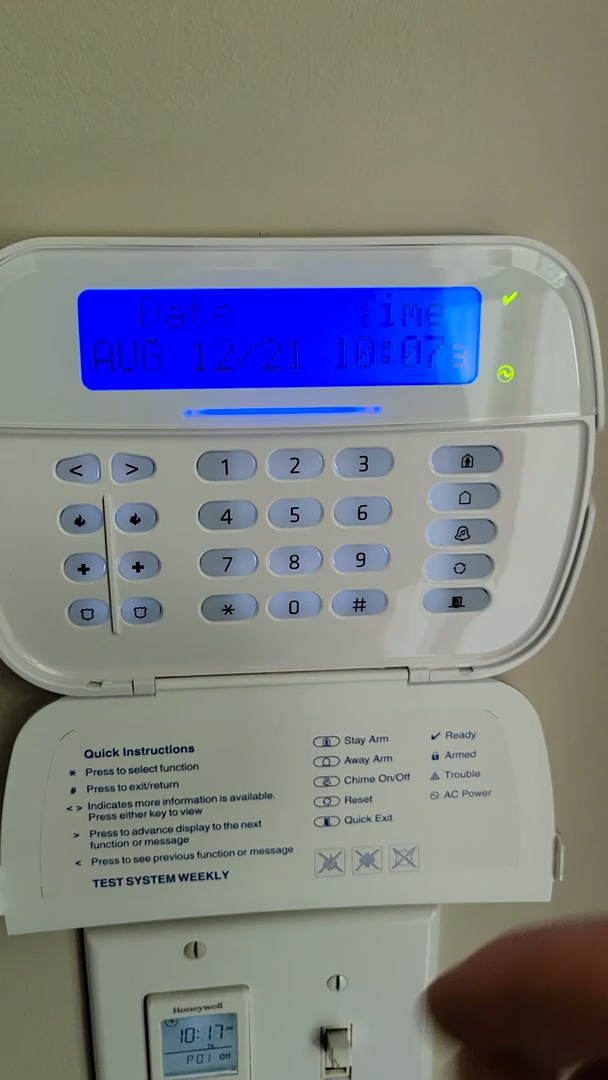 Date Time
AUG 12/21 10:07a
< > 1 2 3
4 5 6
7 8 9
* 0 #
Quick Instructions
* Press to select function
# Press to exit/return
< > Indicates more information is available.
Press either key to view
> Press to advance display to the next
function or message
< Press to see previous function or message
TEST SYSTEM WEEKLY
Stay Arm
Away Arm
Chime On/Off
Reset
Quick Exit
Ready
Armed
Trouble
AC Power
Honeywell
10:17
P01